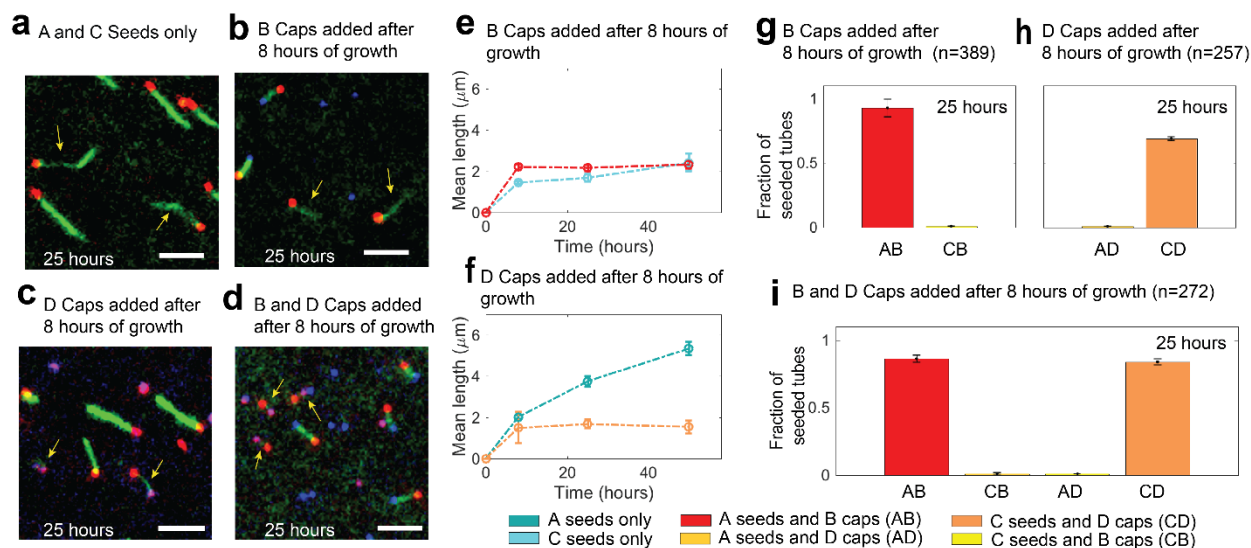 a A and C Seeds only
25 hours
b B Caps added after
8 hours of growth
25 hours
c D Caps added after
8 hours of growth
25 hours
d B and D Caps added
after 8 hours of growth
25 hours
e B Caps added after 8 hours of
growth
Mean length (μm)
6
4
2
0
0 20 40
Time (hours)
f D Caps added after 8 hours of
growth
Mean length (μm)
6
4
2
0
0 20 40
Time (hours)
g B Caps added after
8 hours of growth (n=389)
25 hours
Fraction of
seeded tubes
1
0.5
0
AB CB
h D Caps added after
8 hours of growth (n=257)
25 hours
1
0.5
0
AD CD
i B and D Caps added after 8 hours of growth (n=272)
25 hours
Fraction of
seeded tubes
1
0.5
0
AB CB AD CD
A seeds only
C seeds only
A seeds and B caps (AB)
A seeds and D caps (AD)
C seeds and D caps (CD)
C seeds and B caps (CB)